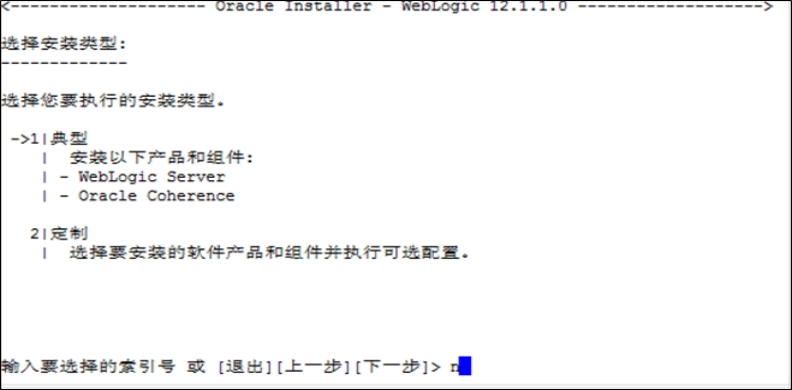 <-------------------- Oracle Installer - WebLogic 12.1.1.0 ------------------->
选择安装类型:
-------------
选择您要执行的安装类型。
->1|典型
| 安装以下产品和组件:
| - WebLogic Server
| - Oracle Coherence
2|定制
| 选择要安装的软件产品和组件并执行可选配置。
输入要选择的索引号 或 [退出][上一步][下一步]> n